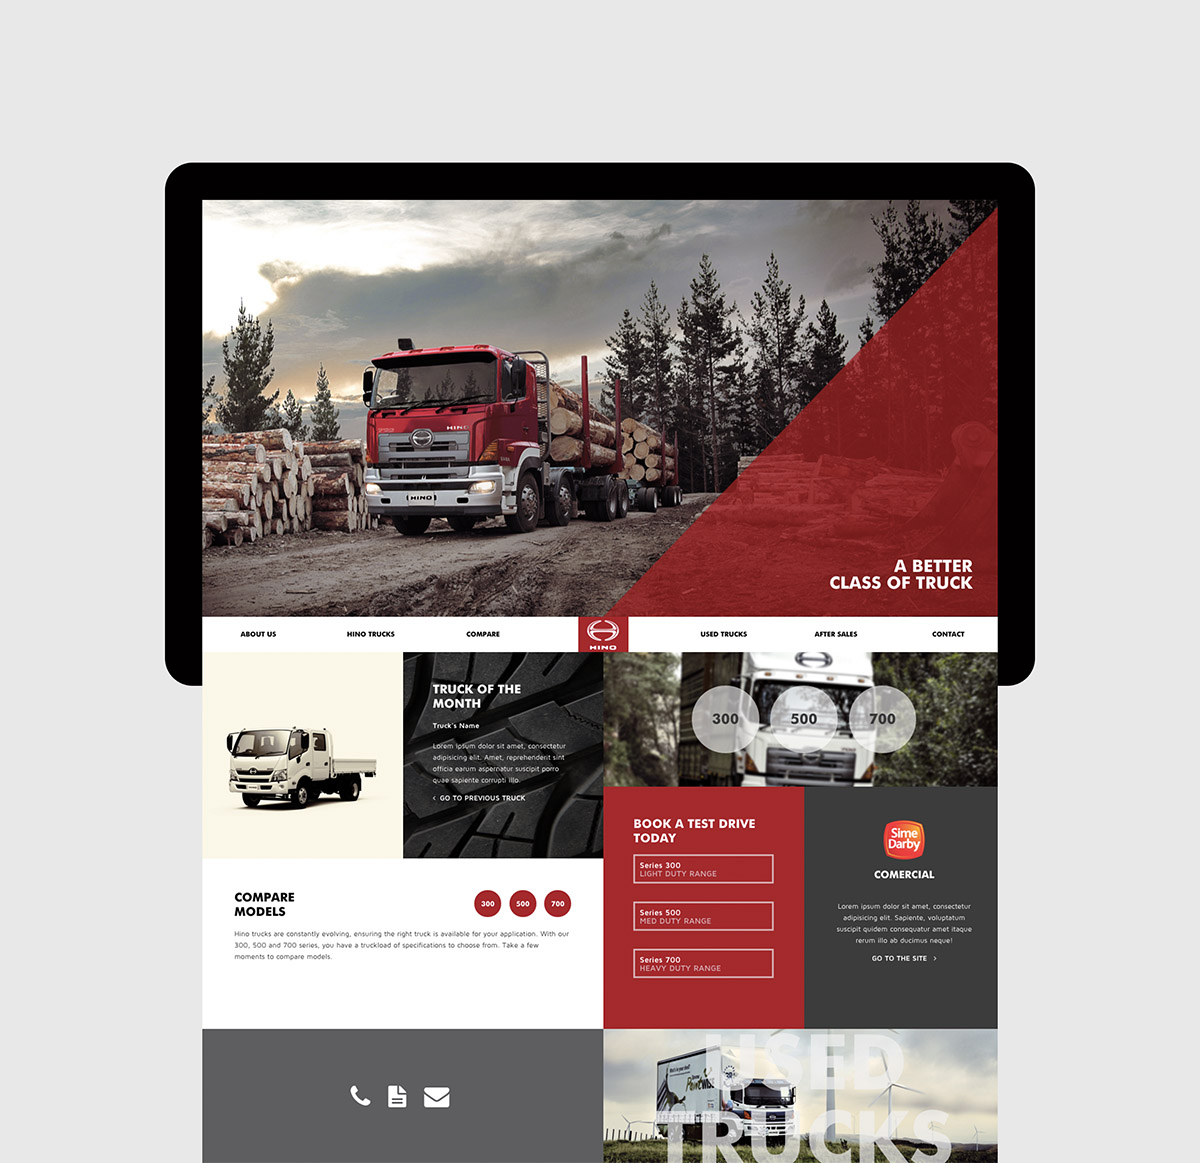 HINO
HINO
A BETTER
CLASS OF TRUCK
ABOUT US
HINO TRUCKS
COMPARE
HINO
USED TRUCKS
AFTER SALES
CONTACT
TRUCK OF THE
MONTH
Truck's Name
Lorem ipsum dolor sit amet, consectetur
adipisicing elit. Amet, reprehenderit sint
officia earum aspernatur suscipit porro
quae sapiente corrupti illo.
‹ GO TO PREVIOUS TRUCK
300
500
700
COMPARE
MODELS
300
500
700
Hino trucks are constantly evolving, ensuring the right truck is available for your application. With our
300, 500 and 700 series, you have a truckload of specifications to choose from. Take a few
moments to compare models.
BOOK A TEST DRIVE
TODAY
Series 300
LIGHT DUTY RANGE
Series 500
MED DUTY RANGE
Series 700
HEAVY DUTY RANGE
Sime
Darby
COMERCIAL
Lorem ipsum dolor sit amet, consectetur
adipisicing elit. Sapiente, voluptatum
suscipit quidem consequatur amet itaque
rerum illo ab ducimus neque!
GO TO THE SITE ›
USED
TRUCKS